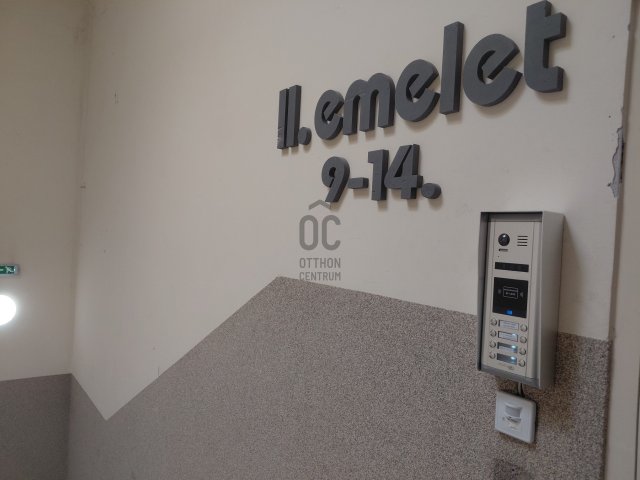 II. emelet
9-14.
OC
OTTHON
CENTRUM